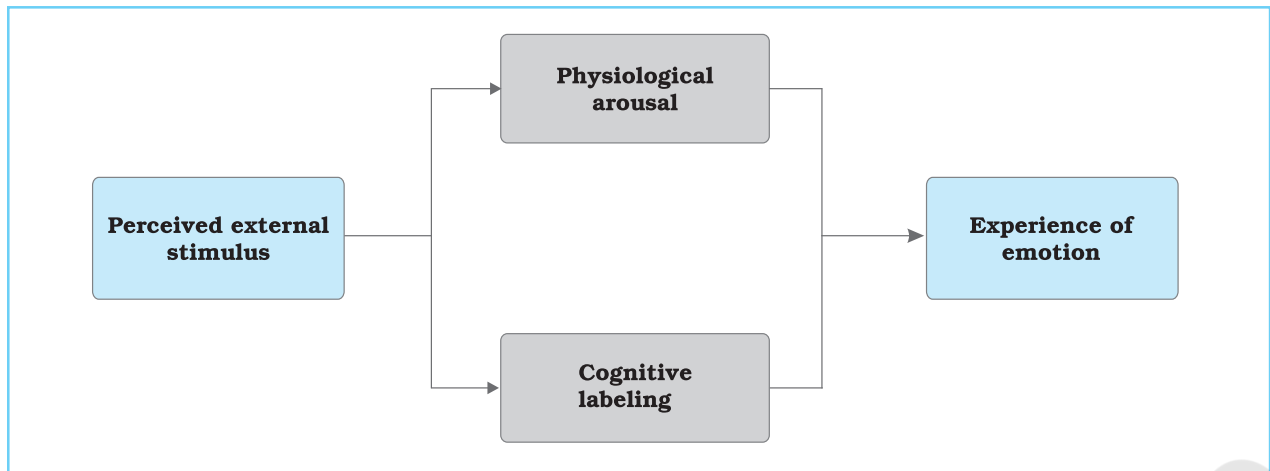 Physiological
arousal
Perceived external
stimulus
Experience of
emotion
Cognitive
labeling